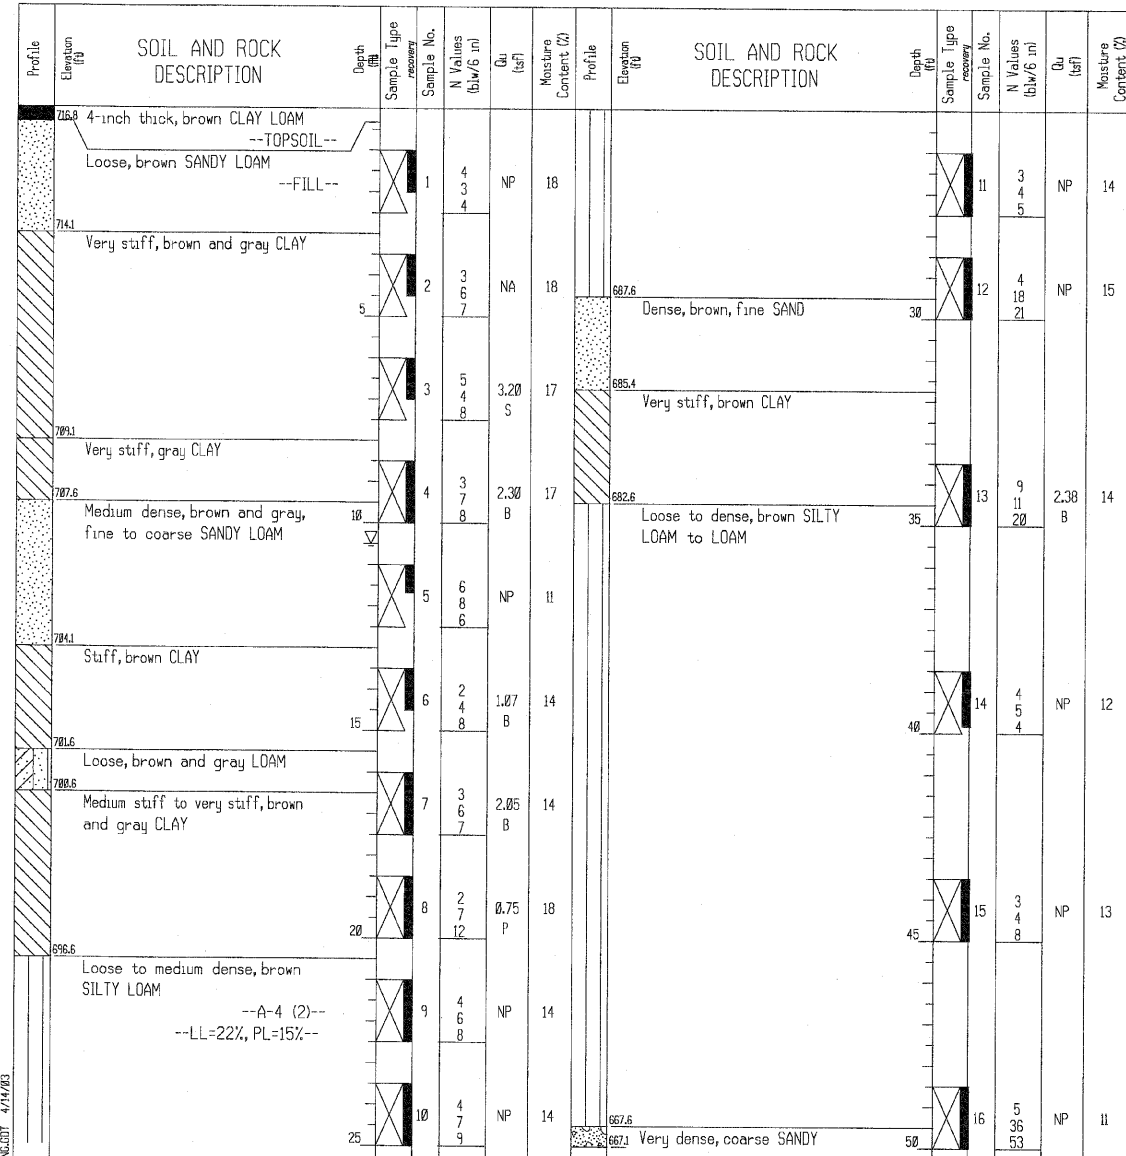 Profile
Elevation (ft)
SOIL AND ROCK
DESCRIPTION
Depth (ft)
Sample Type
recovery
Sample No.
N Values (blw/6 in)
Qu (tsf)
Moisture Content (%)
716.8 4-inch thick, brown CLAY LOAM
--TOPSOIL--
Loose, brown SANDY LOAM
--FILL--
1 4 3 4 NP 18
714.1
Very stiff, brown and gray CLAY
2 3 6 7 NA 18
5
3 5 4 8 3.20 S 17
709.1
Very stiff, gray CLAY
4 3 7 8 2.30 B 17
707.6
Medium dense, brown and gray,
10
fine to coarse SANDY LOAM
5 6 8 6 NP 11
704.1
Stiff, brown CLAY
6 2 4 8 1.07 B 14
15
701.6
Loose, brown and gray LOAM
700.6
Medium stiff to very stiff, brown
and gray CLAY
7 3 6 7 2.05 B 14
8 2 7 12 0.75 P 18
20
696.6
Loose to medium dense, brown
SILTY LOAM
--A-4 (2)--
--LL=22%, PL=15%--
9 4 6 8 NP 14
10 4 7 9 NP 14
25
4/14/03
Profile
Elevation (ft)
SOIL AND ROCK
DESCRIPTION
Depth (ft)
Sample Type
recovery
Sample No.
N Values (blw/6 in)
Qu (tsf)
Moisture Content (%)
11 3 4 5 NP 14
12 4 18 21 NP 15
687.6
Dense, brown, fine SAND
30
685.4
Very stiff, brown CLAY
13 9 11 20 2.38 B 14
682.6
Loose to dense, brown SILTY
35
LOAM to LOAM
14 4 5 4 NP 12
40
15 3 4 8 NP 13
45
16 5 36 53 NP 11
667.6
667.1 Very dense, coarse SANDY
50